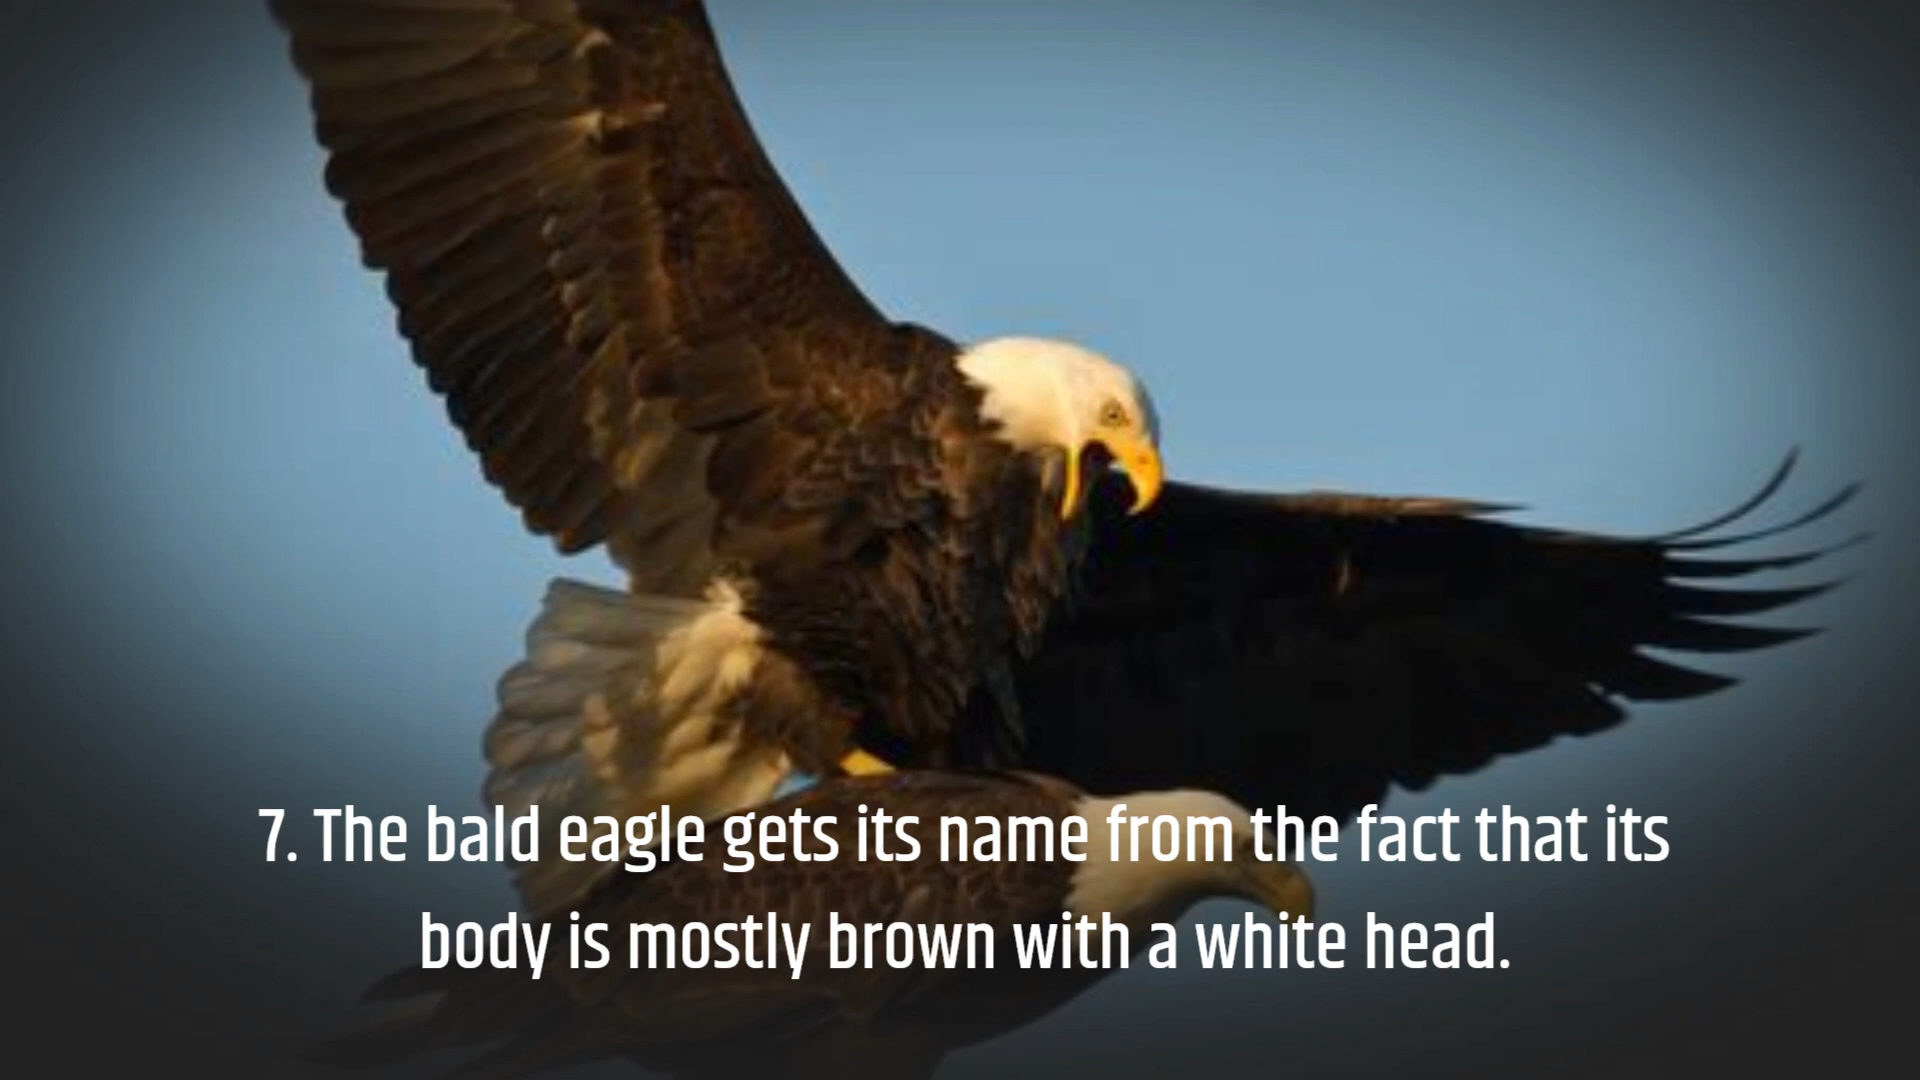 7. The bald eagle gets its name from the fact that its
body is mostly brown with a white head.